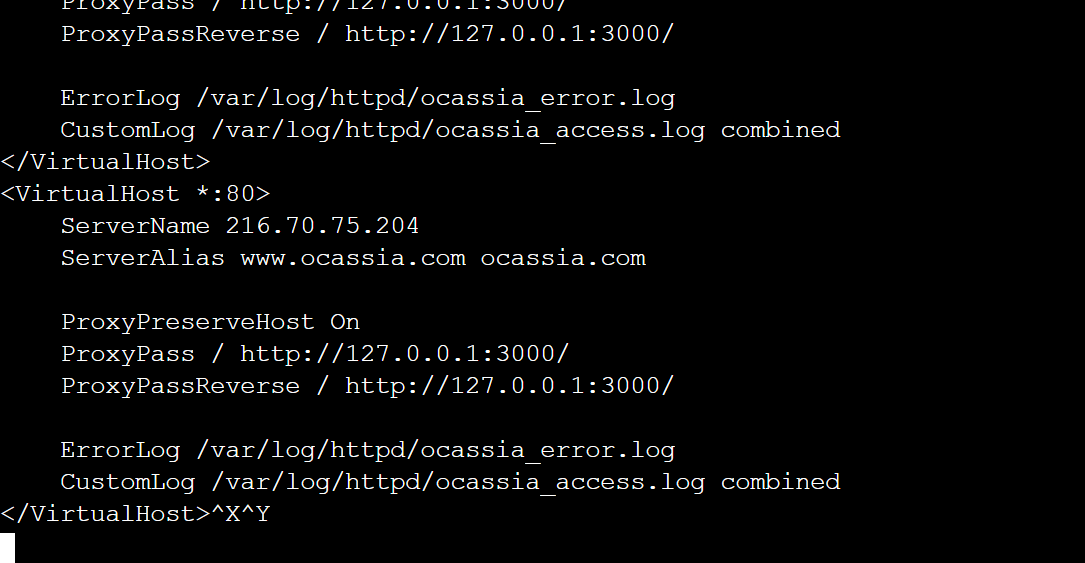 ProxyPass / http://127.0.0.1:3000/
ProxyPassReverse / http://127.0.0.1:3000/
ErrorLog /var/log/httpd/ocassia_error.log
CustomLog /var/log/httpd/ocassia_access.log combined
</VirtualHost>
<VirtualHost *:80>
ServerName 216.70.75.204
ServerAlias www.ocassia.com ocassia.com
ProxyPreserveHost On
ProxyPass / http://127.0.0.1:3000/
ProxyPassReverse / http://127.0.0.1:3000/
ErrorLog /var/log/httpd/ocassia_error.log
CustomLog /var/log/httpd/ocassia_access.log combined
</VirtualHost>^X^Y